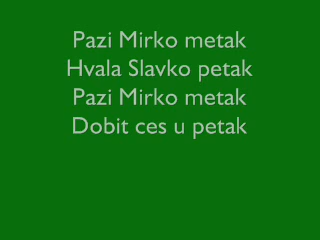 Pazi Mirko metak
Hvala Slavko petak
Pazi Mirko metak
Dobit ces u petak